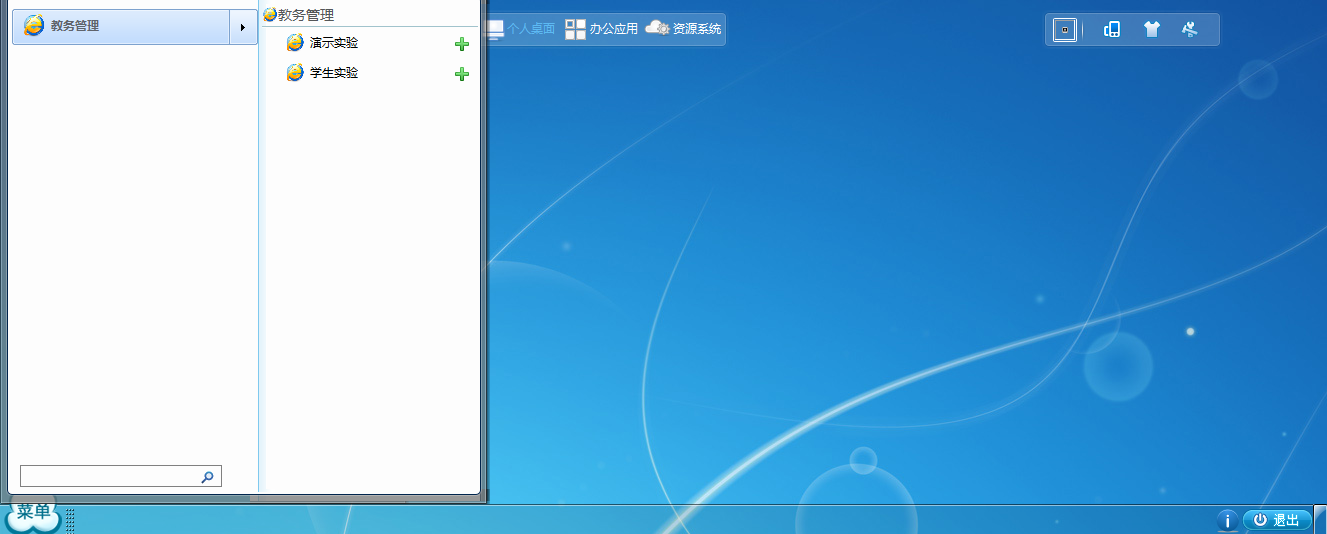 教务管理
教务管理
演示实验
学生实验
个人桌面 办公应用 资源系统
菜单
i 退出